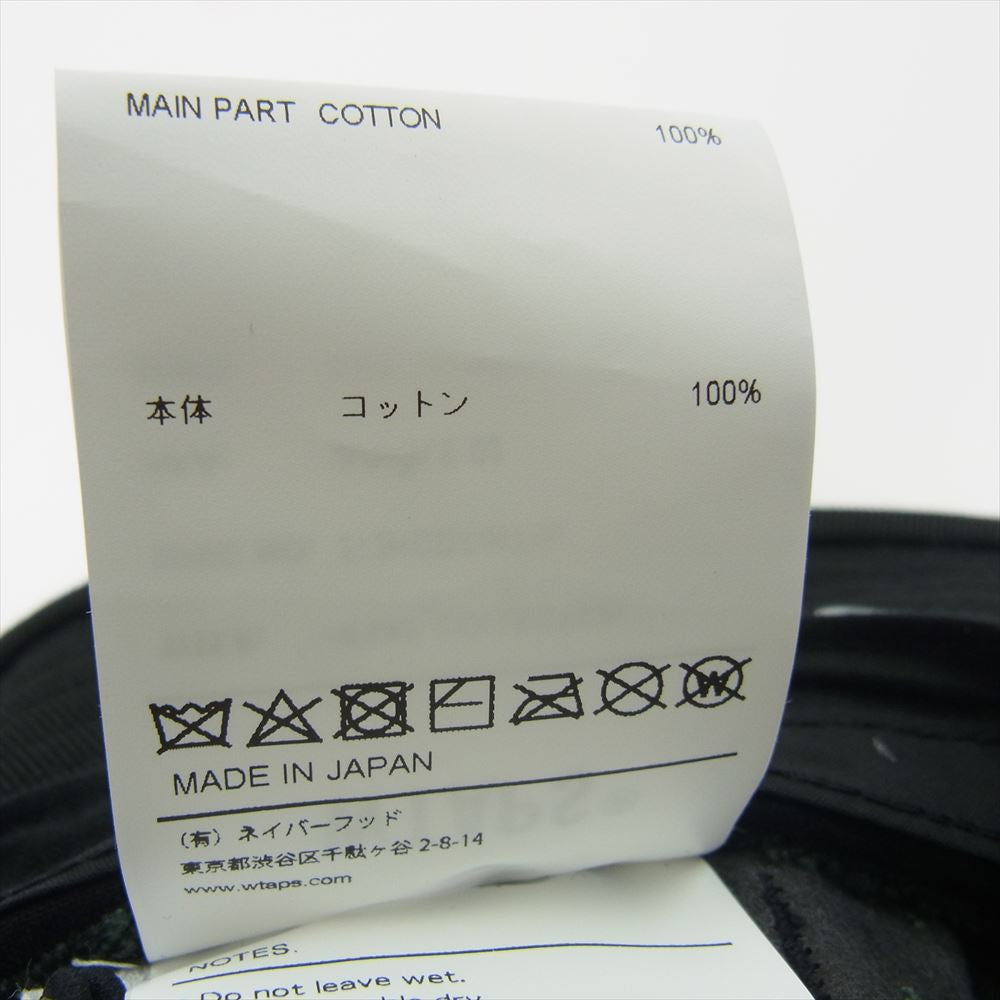 MAIN PART COTTON 100%
本体 コットン 100%
W
MADE IN JAPAN
(有) ネイバーフッド
東京都渋谷区千駄ヶ谷 2-8-14
www.wtaps.com
NOTES.
Do not leave wet.
dry